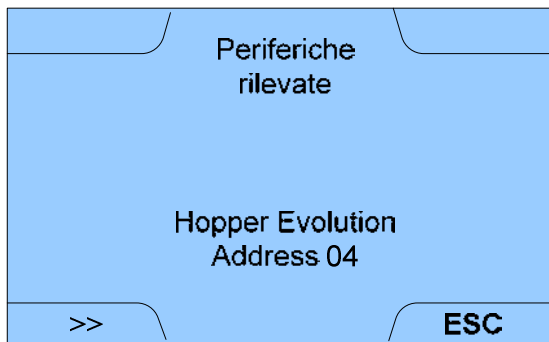 Periferiche
rilevate
Hopper Evolution
Address 04
>>
ESC